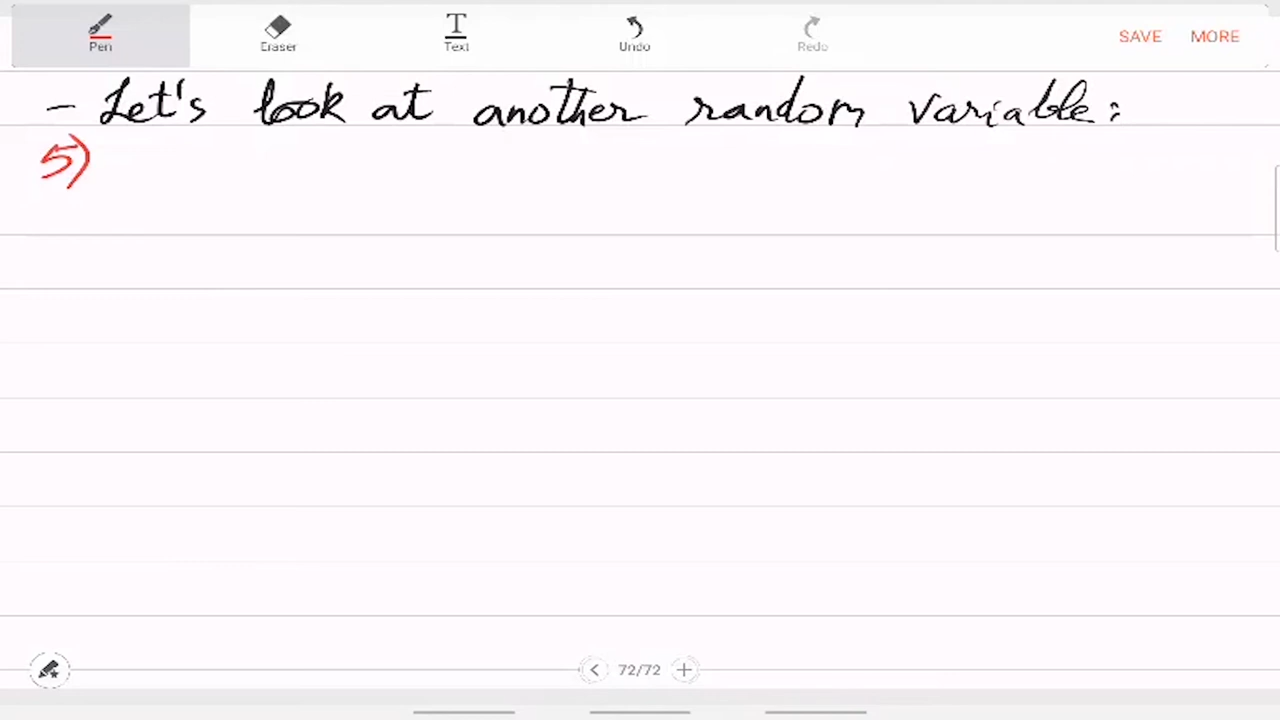 Pen Eraser Text Undo Redo SAVE MORE
- Let's look at another random variable:
5)
72/72